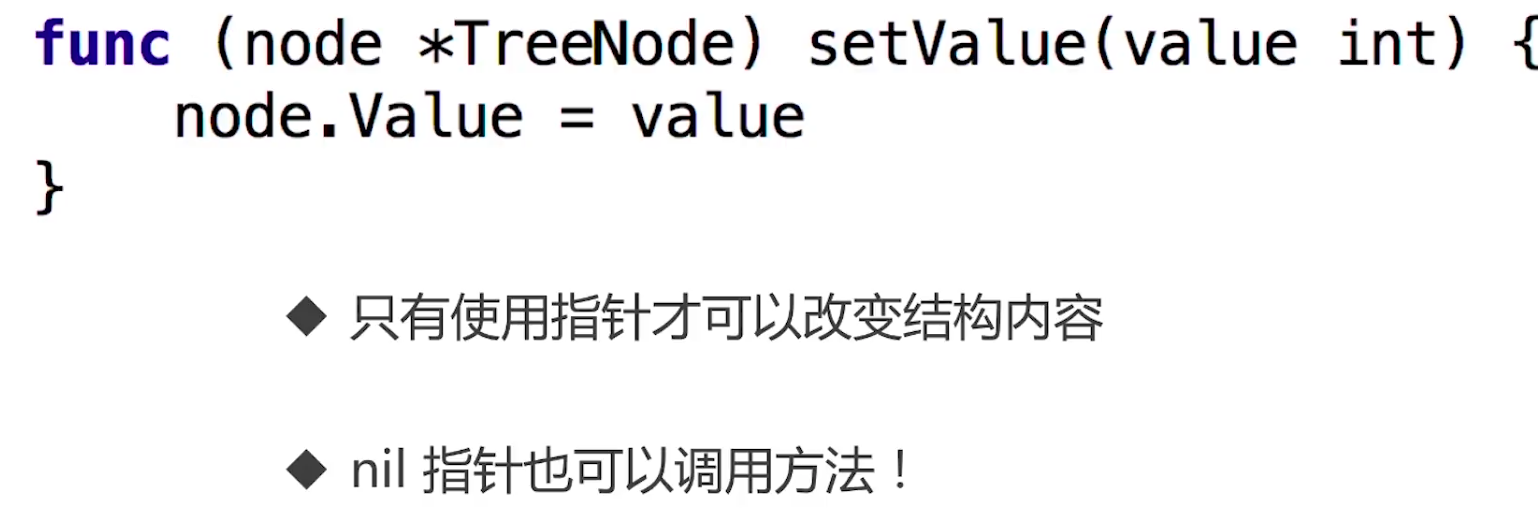 func (node *TreeNode) setValue(value int) {
    node.Value = value
}
◆ 只有使用指针才可以改变结构内容
◆ nil 指针也可以调用方法！